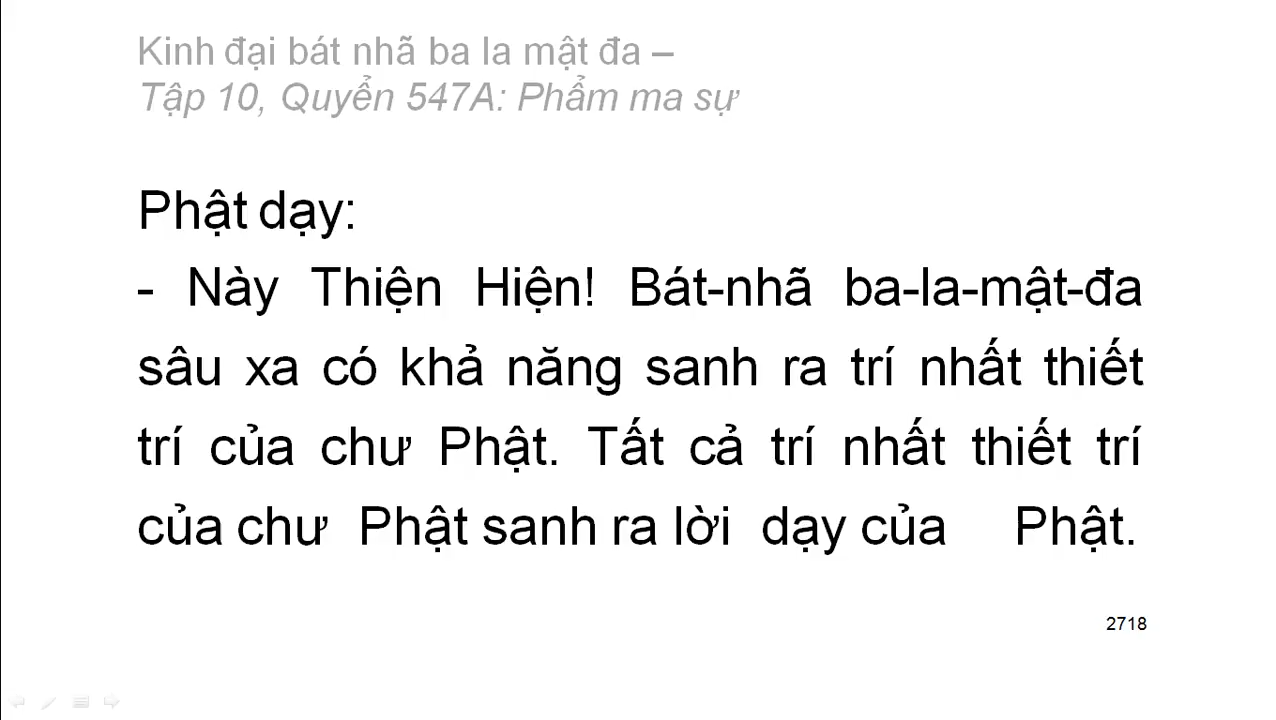 Kinh đại bát nhã ba la mật đa –
Tập 10, Quyển 547A: Phẩm ma sự
Phật dạy:
- Này Thiện Hiện! Bát-nhã ba-la-mật-đa
sâu xa có khả năng sanh ra trí nhất thiết
trí của chư Phật. Tất cả trí nhất thiết trí
của chư Phật sanh ra lời dạy của Phật.
2718